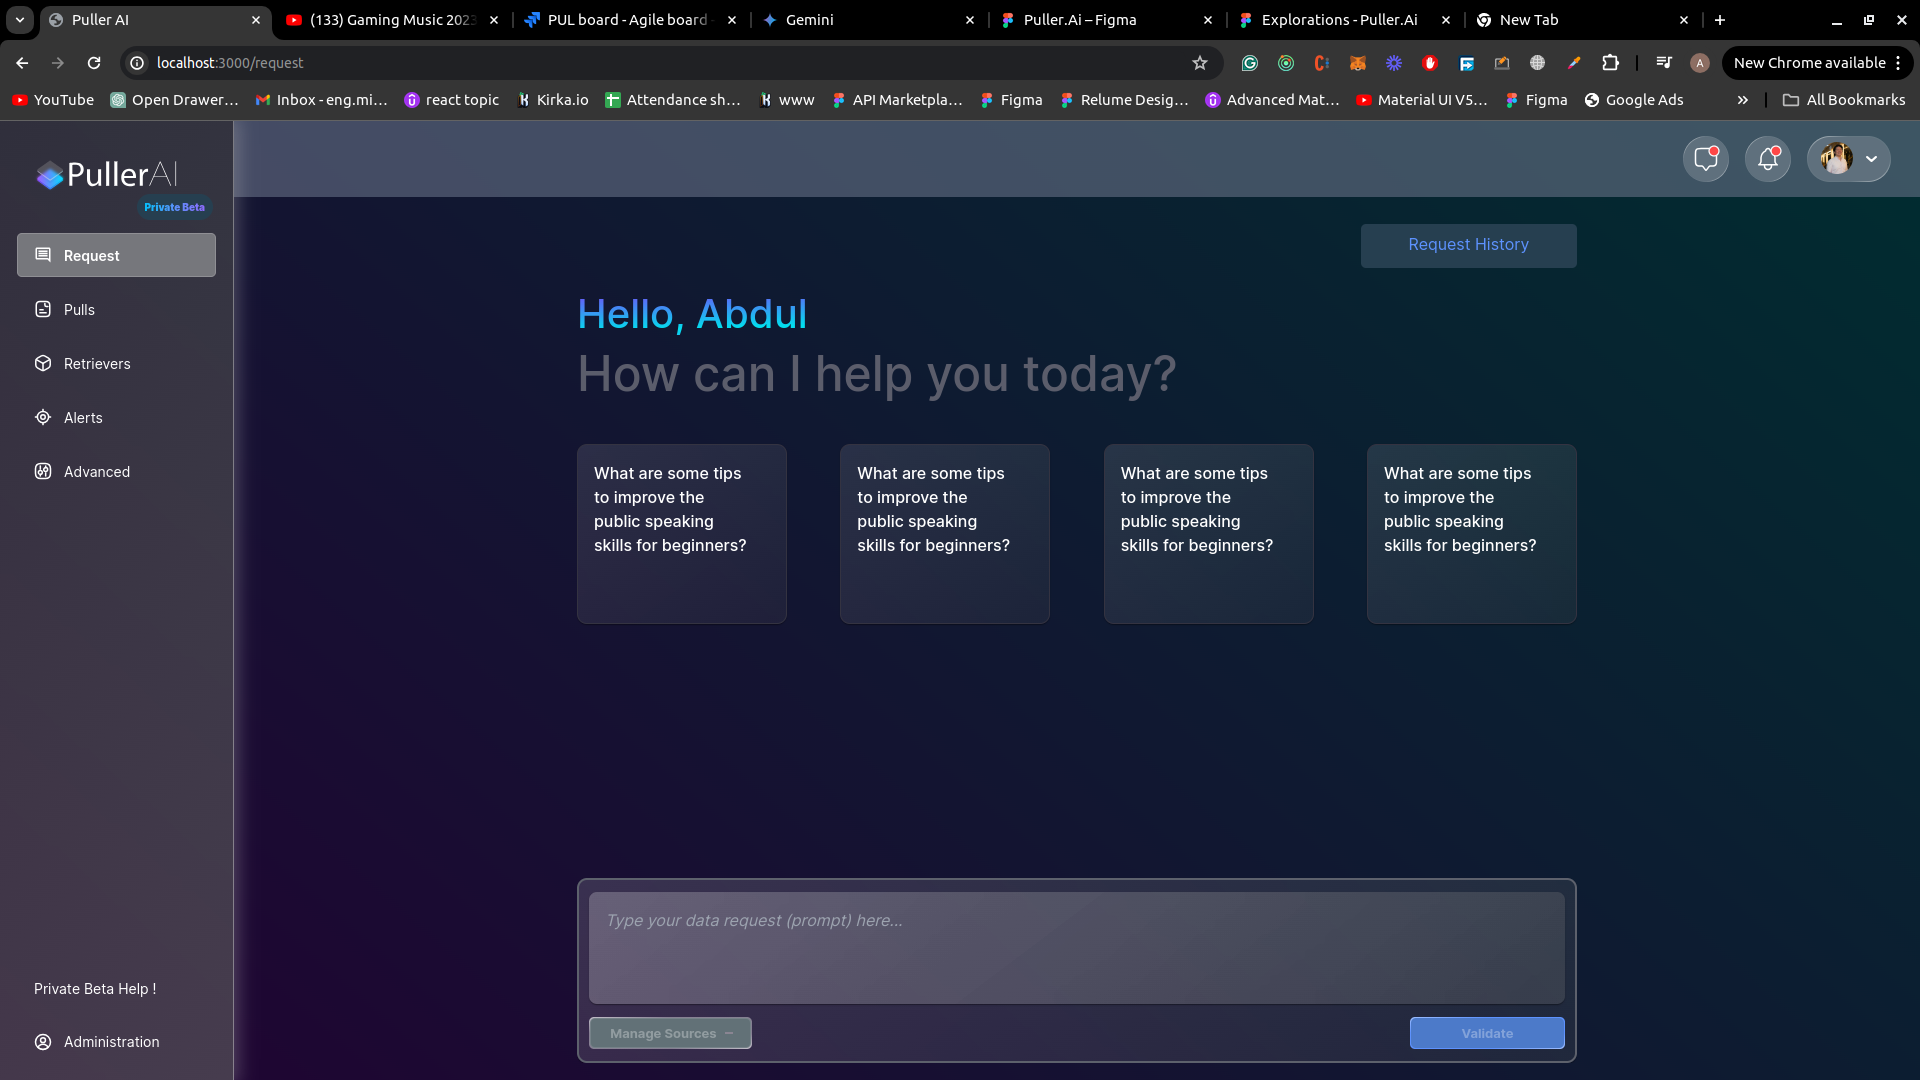 Puller AI
(133) Gaming Music 2023
PUL board - Agile board -
Gemini
Puller.Ai – Figma
Explorations - Puller.Ai
New Tab
localhost:3000/request
A
New Chrome available
YouTube
Open Drawer…
Inbox - eng.mi…
react topic
Kirka.io
Attendance sh…
www
API Marketpla…
Figma
Relume Desig…
Advanced Mat…
Material UI V5…
Figma
Google Ads
All Bookmarks
PullerAI
Private Beta
Request
Pulls
Retrievers
Alerts
Advanced
Private Beta Help !
Administration
Request History
Hello, Abdul
How can I help you today?
What are some tips
to improve the
public speaking
skills for beginners?
What are some tips
to improve the
public speaking
skills for beginners?
What are some tips
to improve the
public speaking
skills for beginners?
What are some tips
to improve the
public speaking
skills for beginners?
Type your data request (prompt) here...
Manage Sources
Validate